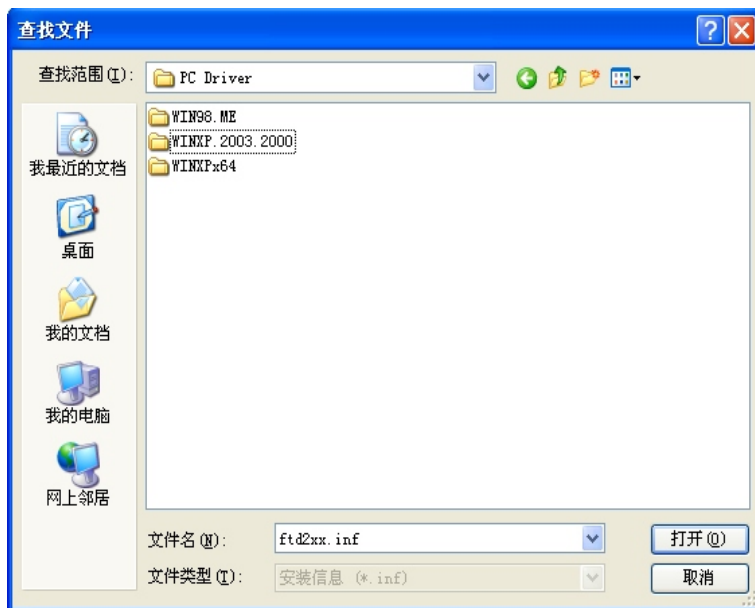 查找文件
查找范围(I):
PC Driver
WIN98.ME
WINXP.2003.2000
WINXPx64
我最近的文档
桌面
我的文档
我的电脑
网上邻居
文件名(N):
ftd2xx.inf
打开(O)
文件类型(T):
安装信息 (*.inf)
取消